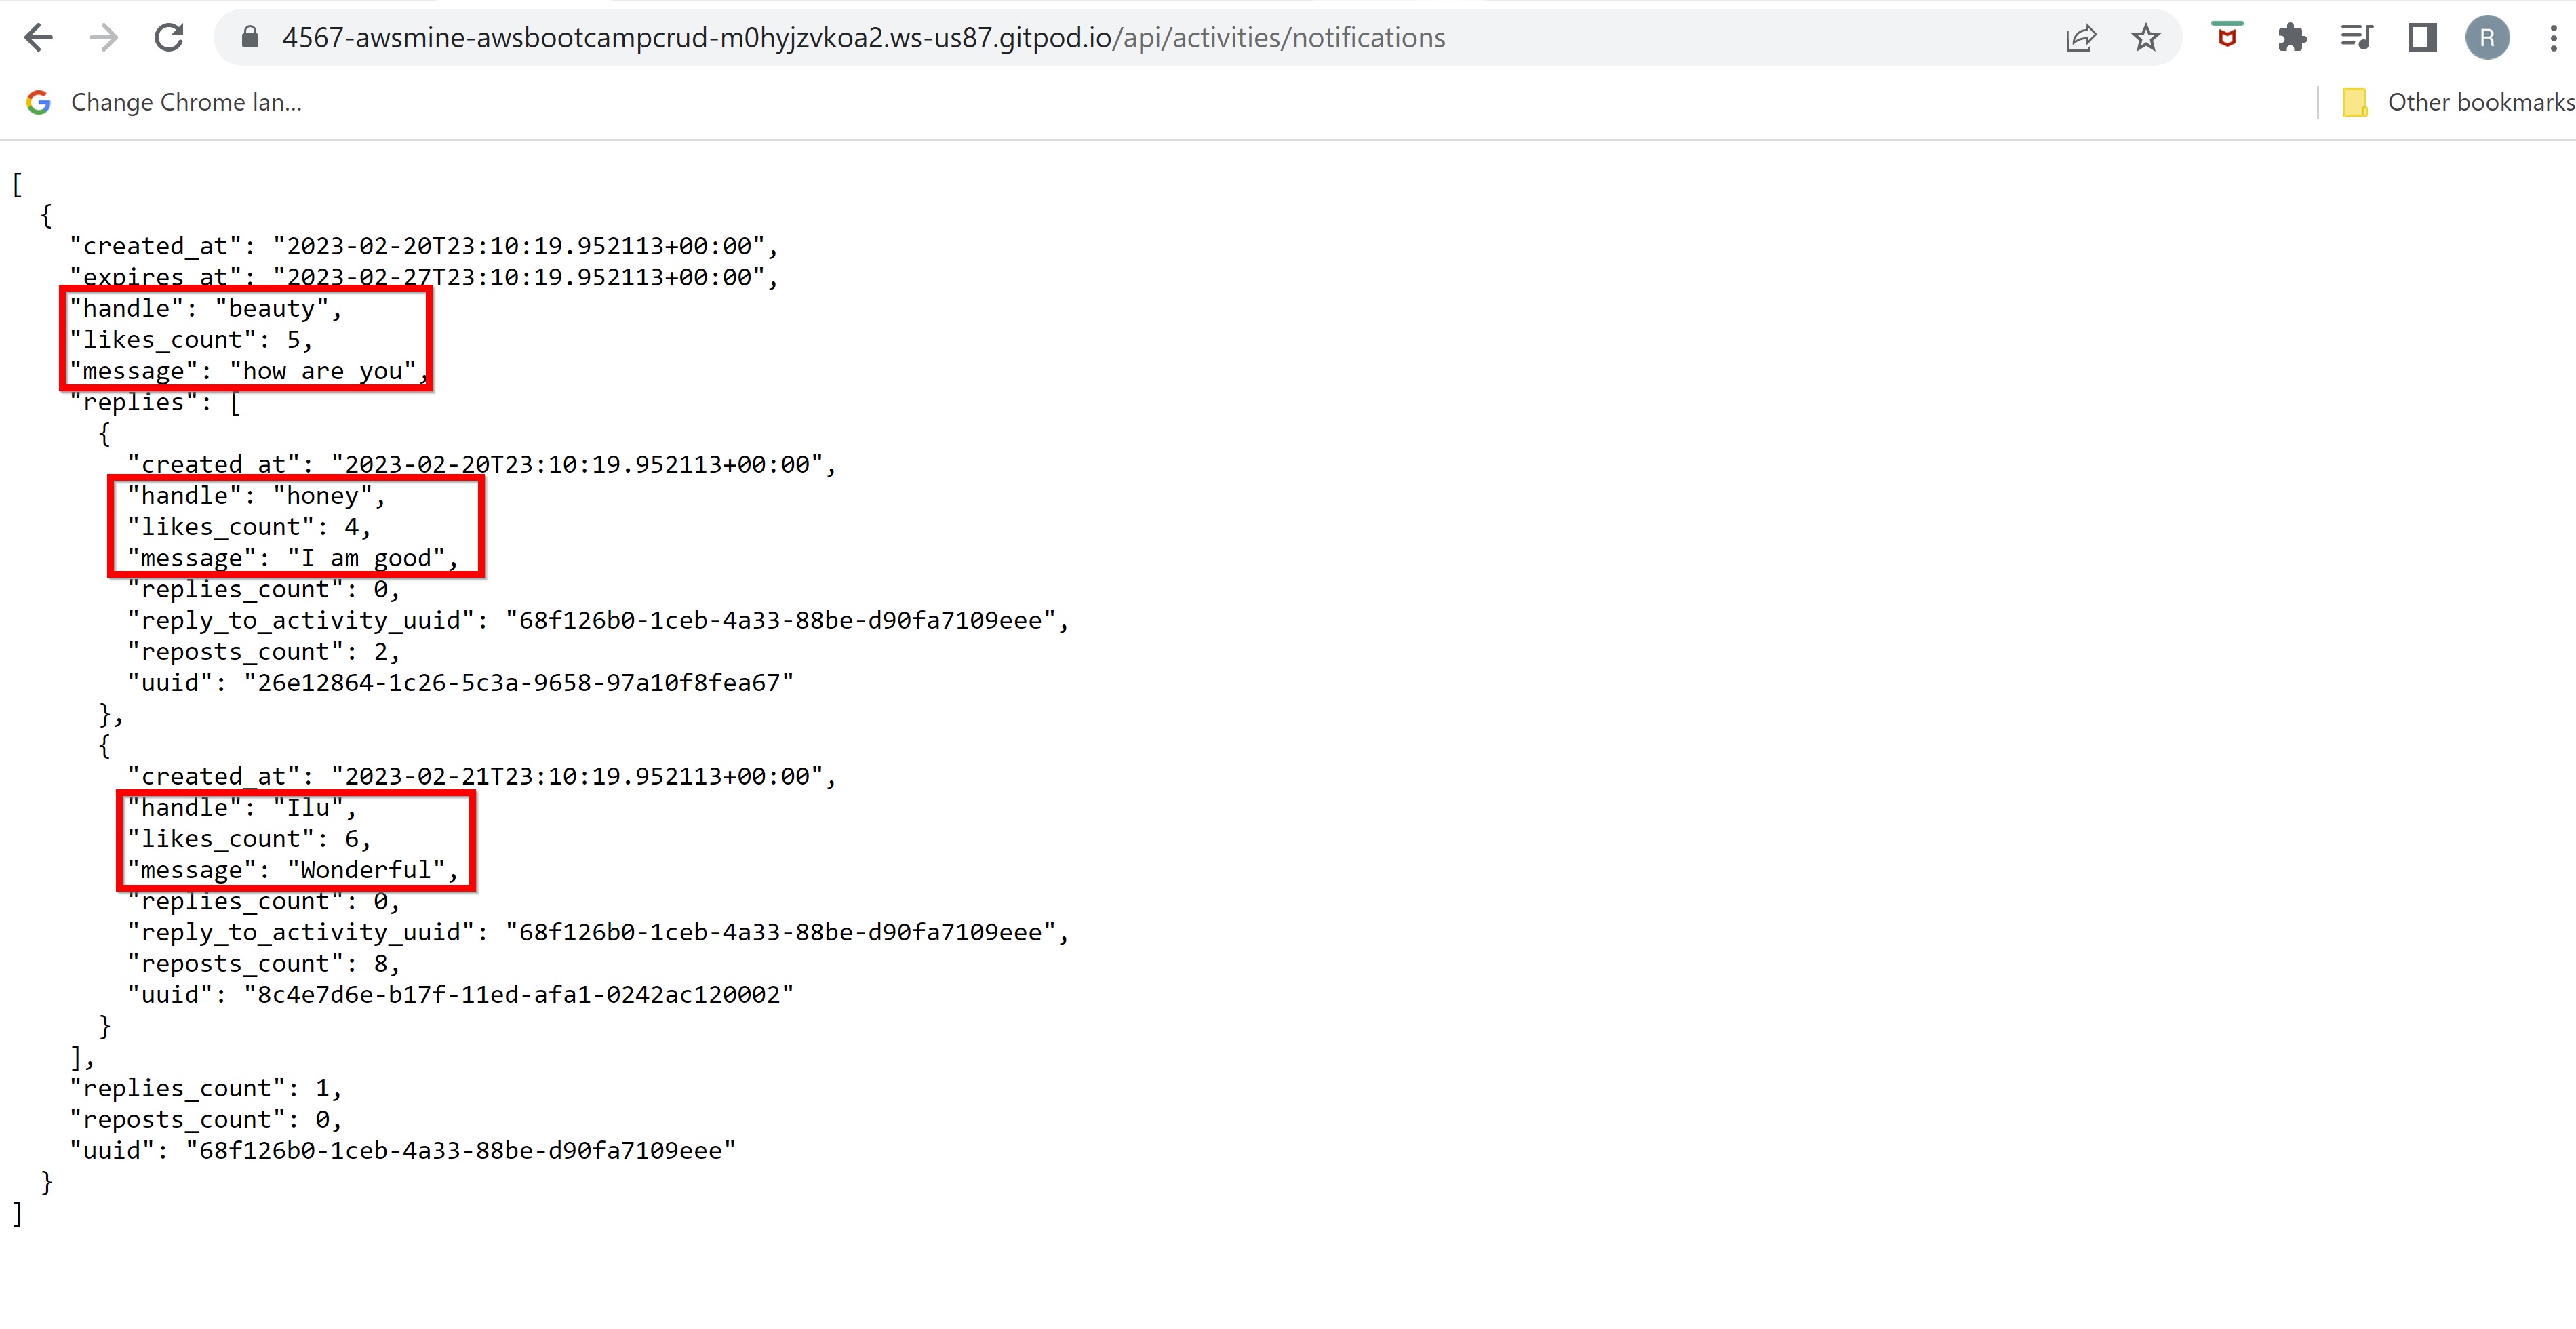 4567-awsmine-awsbootcampcrud-m0hyjzvkoa2.ws-us87.gitpod.io/api/activities/notifications
R
Change Chrome lan...
Other bookmarks
[
  {
    "created_at": "2023-02-20T23:10:19.952113+00:00",
    "expires_at": "2023-02-27T23:10:19.952113+00:00",
    "handle": "beauty",
    "likes_count": 5,
    "message": "how are you",
    "replies": [
      {
        "created_at": "2023-02-20T23:10:19.952113+00:00",
        "handle": "honey",
        "likes_count": 4,
        "message": "I am good",
        "replies_count": 0,
        "reply_to_activity_uuid": "68f126b0-1ceb-4a33-88be-d90fa7109eee",
        "reposts_count": 2,
        "uuid": "26e12864-1c26-5c3a-9658-97a10f8fea67"
      },
      {
        "created_at": "2023-02-21T23:10:19.952113+00:00",
        "handle": "Ilu",
        "likes_count": 6,
        "message": "Wonderful",
        "replies_count": 0,
        "reply_to_activity_uuid": "68f126b0-1ceb-4a33-88be-d90fa7109eee",
        "reposts_count": 8,
        "uuid": "8c4e7d6e-b17f-11ed-afa1-0242ac120002"
      }
    ],
    "replies_count": 1,
    "reposts_count": 0,
    "uuid": "68f126b0-1ceb-4a33-88be-d90fa7109eee"
  }
]